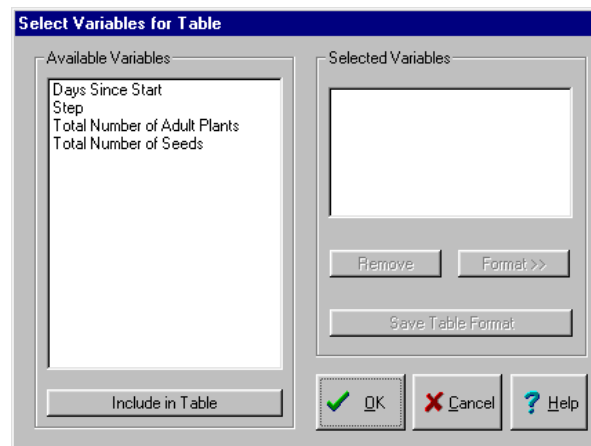 Select Variables for Table
Available Variables
Days Since Start
Step
Total Number of Adult Plants
Total Number of Seeds
Include in Table
Selected Variables
Remove
Format >>
Save Table Format
OK
Cancel
? Help